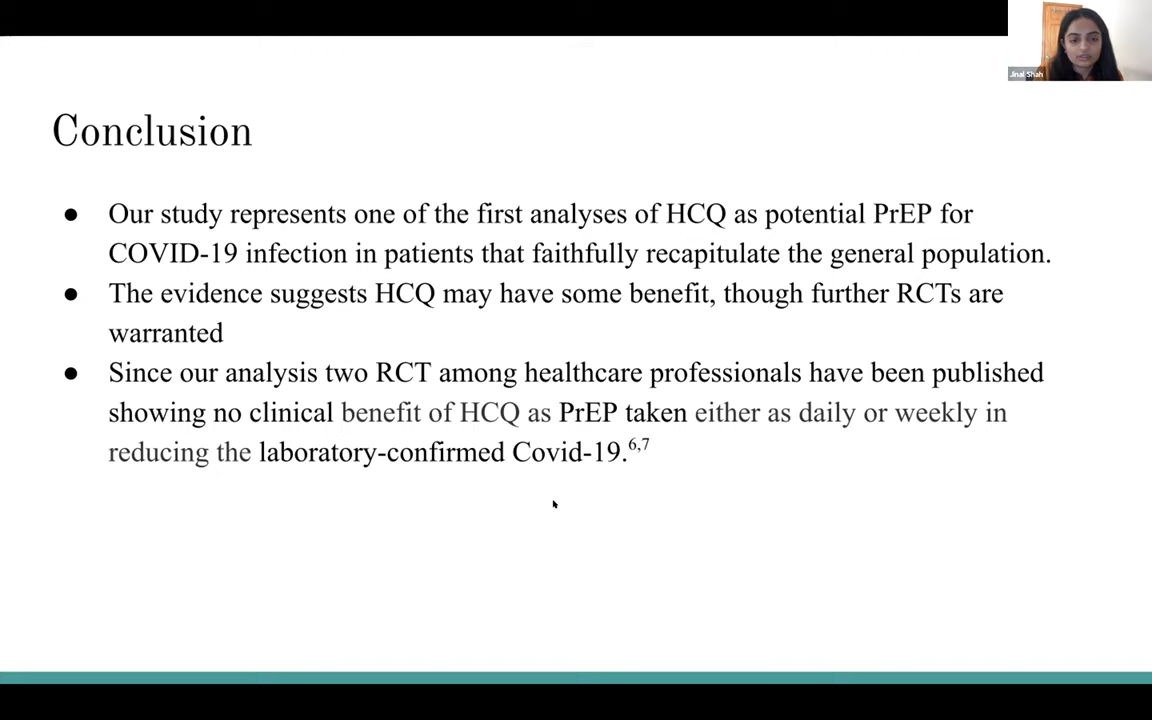 Jinal Shah
Conclusion
● Our study represents one of the first analyses of HCQ as potential PrEP for
COVID-19 infection in patients that faithfully recapitulate the general population.
● The evidence suggests HCQ may have some benefit, though further RCTs are
warranted
● Since our analysis two RCT among healthcare professionals have been published
showing no clinical benefit of HCQ as PrEP taken either as daily or weekly in
reducing the laboratory-confirmed Covid-19.6,7